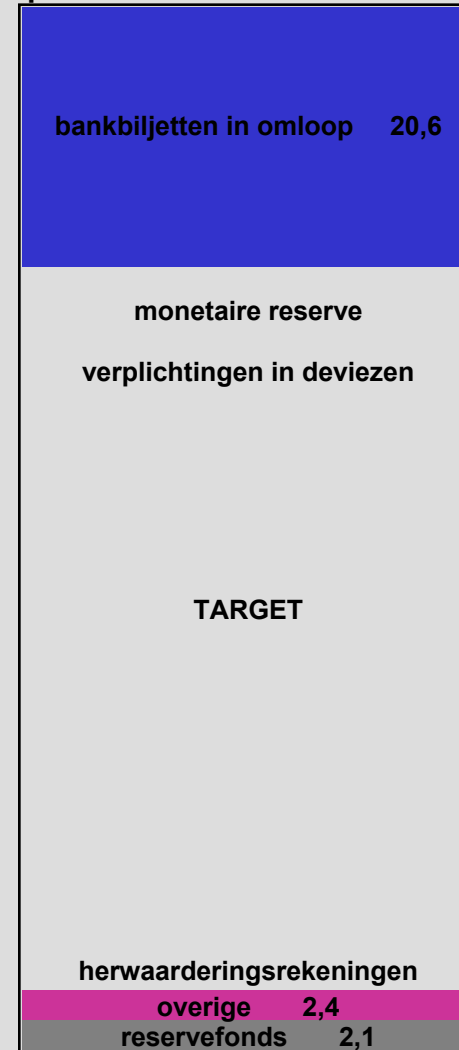 bankbiljetten in omloop 20,6
monetaire reserve
verplichtingen in deviezen
TARGET
herwaarderingsrekeningen
overige 2,4
reservefonds 2,1